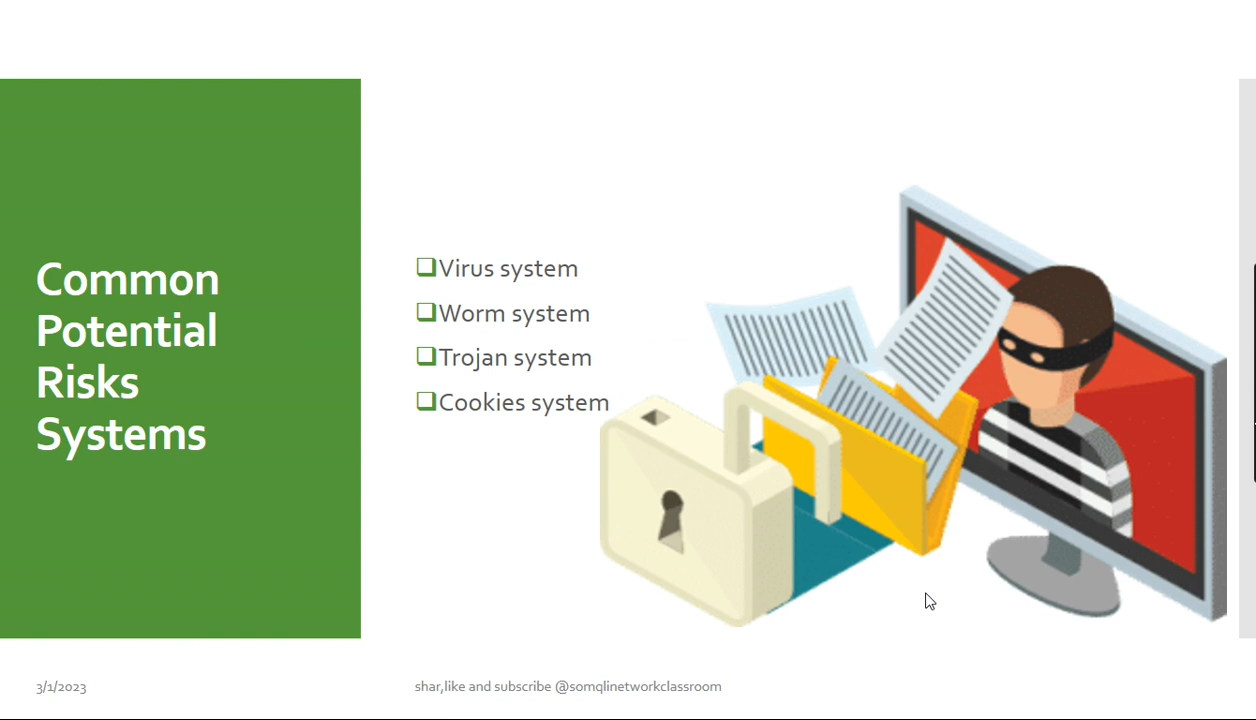 Common
Potential
Risks
Systems
❑Virus system
❑Worm system
❑Trojan system
❑Cookies system
3/1/2023
shar,like and subscribe @somqlinetworkclassroom